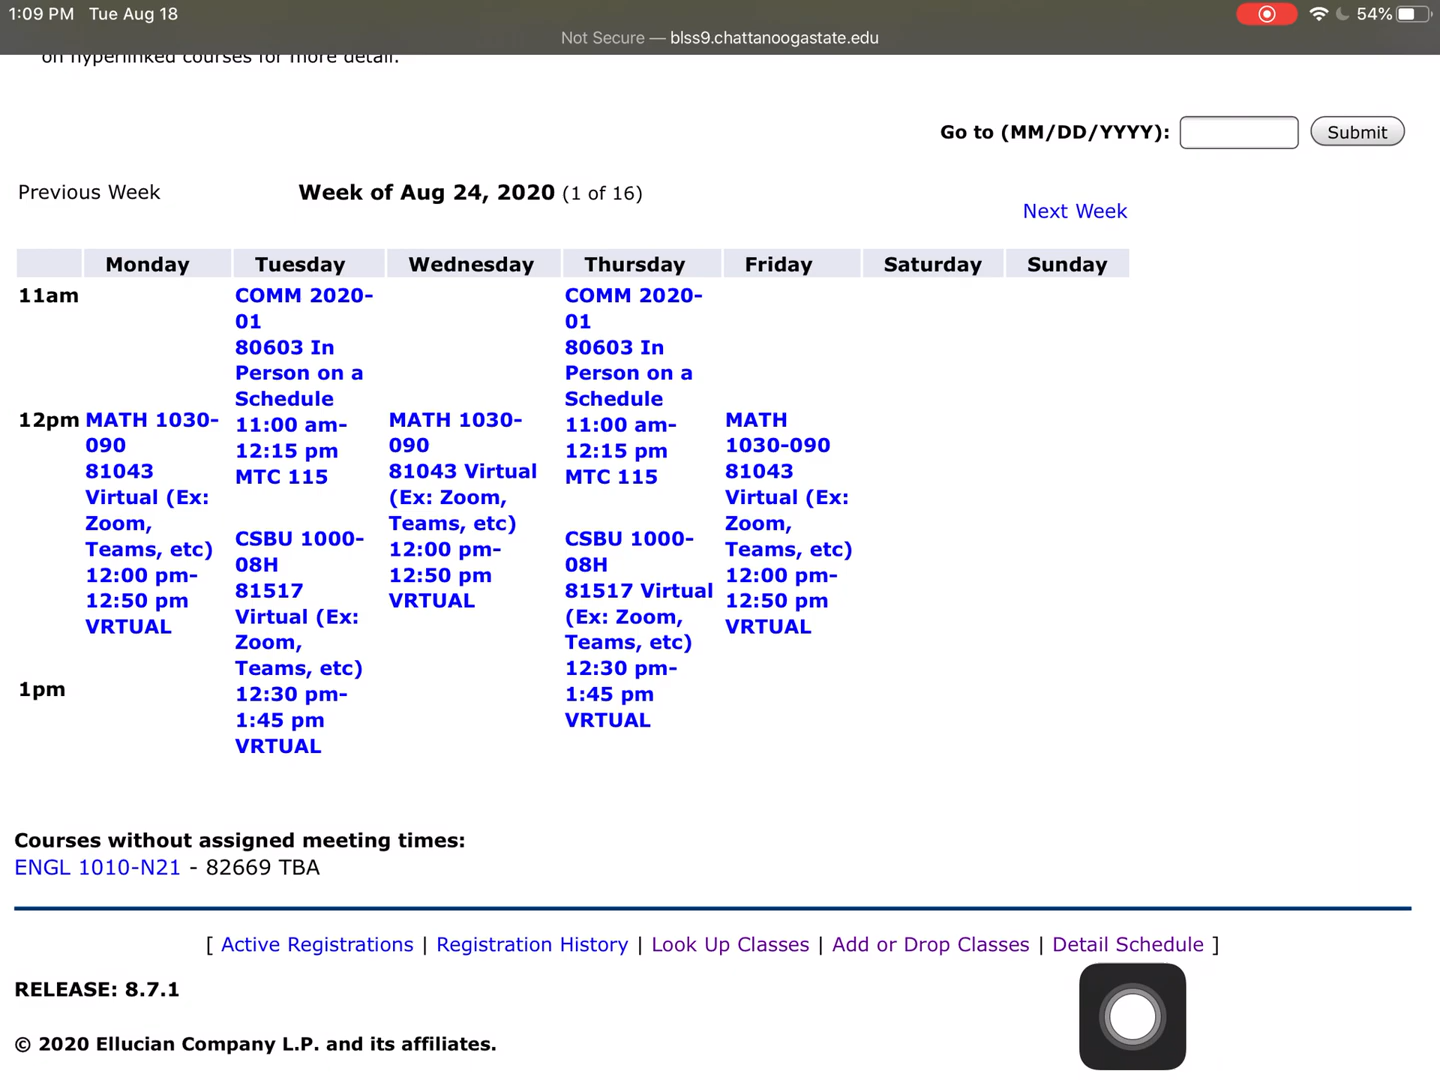 1:09 PM Tue Aug 18
54%
Not Secure — blss9.chattanoogastate.edu
on hyperlinked courses for more detail.
Go to (MM/DD/YYYY):
Submit
Previous Week
Week of Aug 24, 2020 (1 of 16)
Next Week
Monday Tuesday Wednesday Thursday Friday Saturday Sunday
11am
12pm
1pm
MATH 1030-
090
81043
Virtual (Ex:
Zoom,
Teams, etc)
12:00 pm-
12:50 pm
VRTUAL
COMM 2020-
01
80603 In
Person on a
Schedule
11:00 am-
12:15 pm
MTC 115
CSBU 1000-
08H
81517
Virtual (Ex:
Zoom,
Teams, etc)
12:30 pm-
1:45 pm
VRTUAL
MATH 1030-
090
81043 Virtual
(Ex: Zoom,
Teams, etc)
12:00 pm-
12:50 pm
VRTUAL
COMM 2020-
01
80603 In
Person on a
Schedule
11:00 am-
12:15 pm
MTC 115
CSBU 1000-
08H
81517 Virtual
(Ex: Zoom,
Teams, etc)
12:30 pm-
1:45 pm
VRTUAL
MATH
1030-090
81043
Virtual (Ex:
Zoom,
Teams, etc)
12:00 pm-
12:50 pm
VRTUAL
Courses without assigned meeting times:
ENGL 1010-N21 - 82669 TBA
[ Active Registrations | Registration History | Look Up Classes | Add or Drop Classes | Detail Schedule ]
RELEASE: 8.7.1
© 2020 Ellucian Company L.P. and its affiliates.